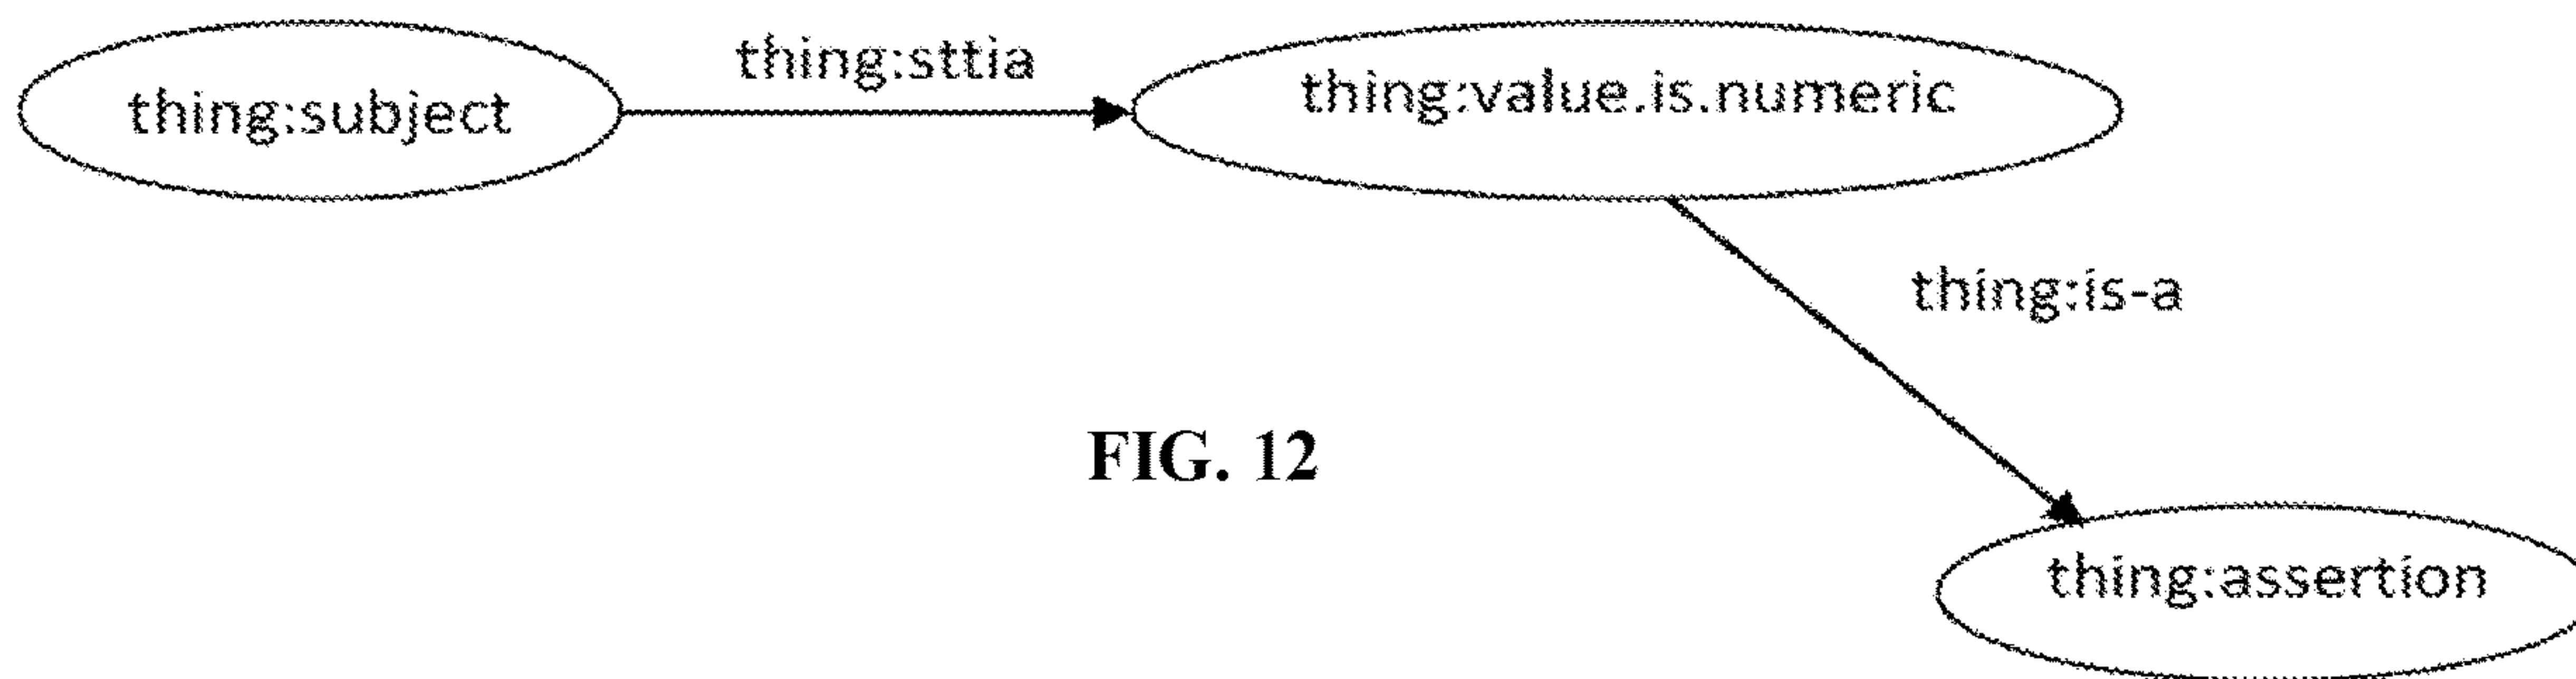 thing:subject
thing:sttia
thing:value.is.numeric
thing:is-a
FIG. 12
thing:assertion